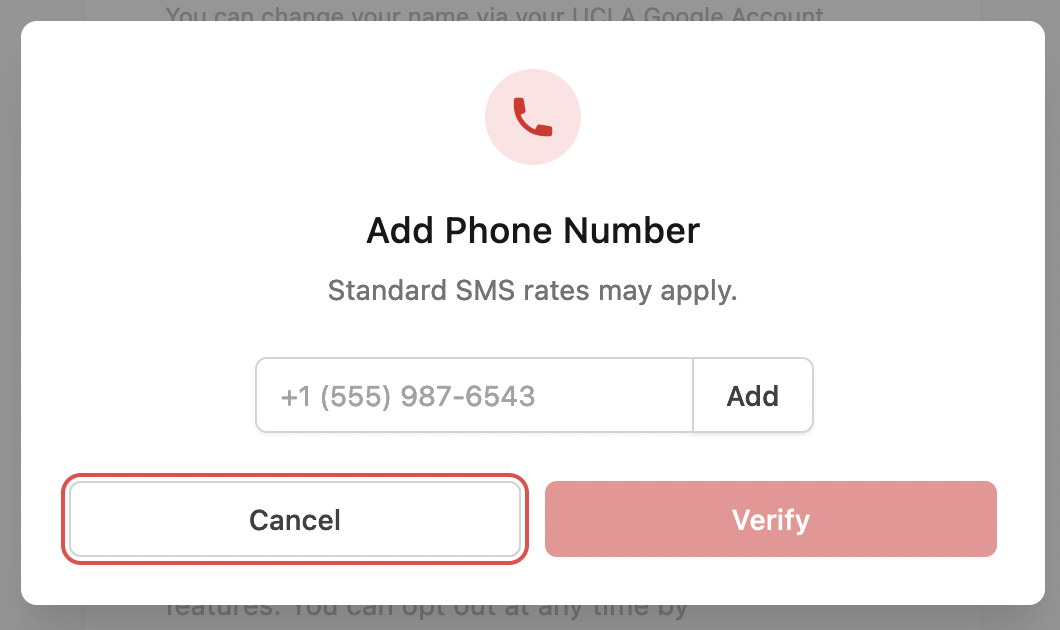 You can change your name via your UCLA Google Account
Add Phone Number
Standard SMS rates may apply.
+1 (555) 987-6543
Add
Cancel
Verify
features. You can opt out at any time by